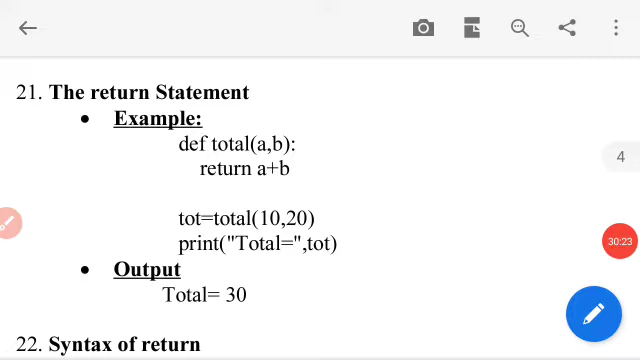 21. The return Statement
• Example:
def total(a,b):
return a+b
4
tot=total(10,20)
print("Total=",tot)
30:23
• Output
Total= 30
22. Syntax of return